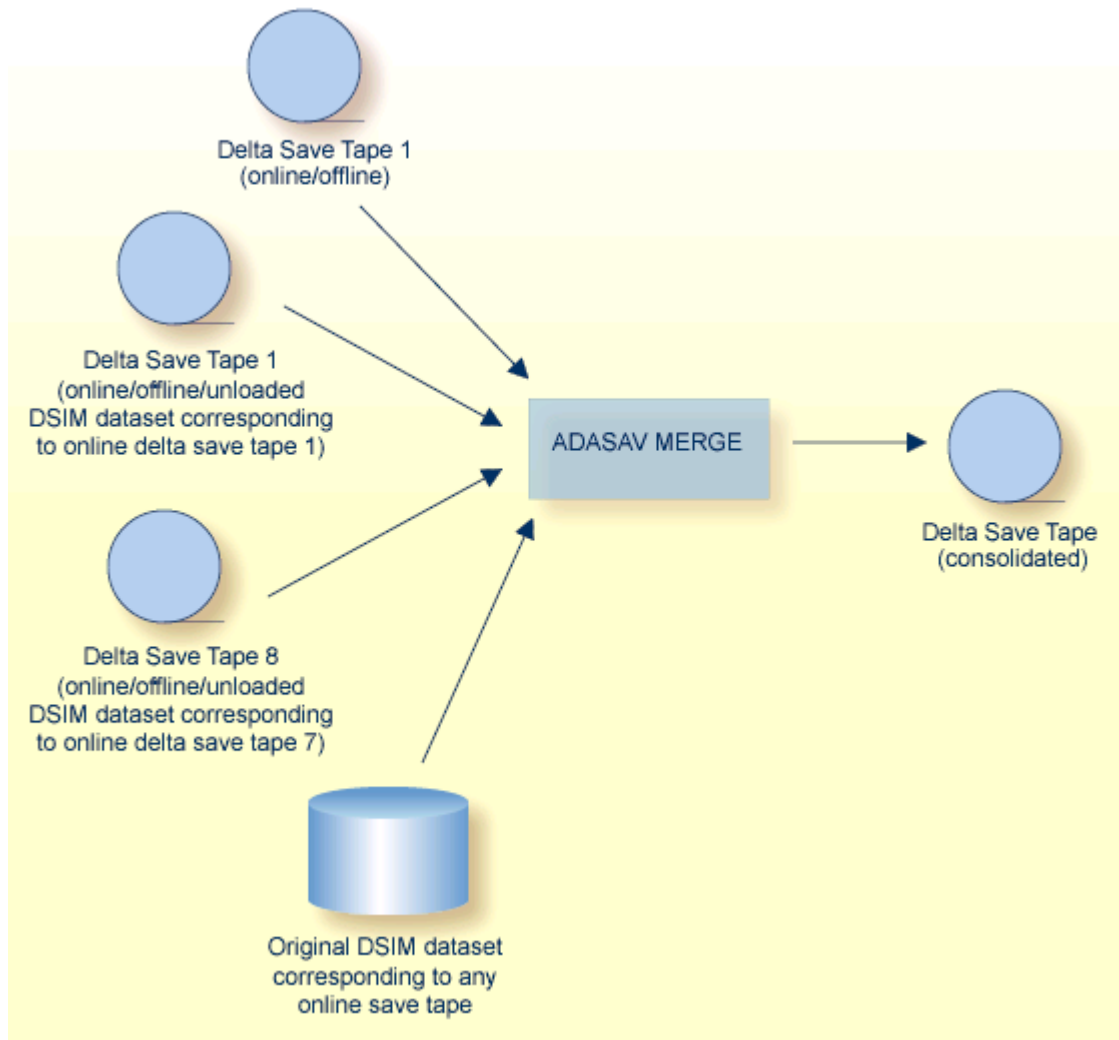 Delta Save Tape 1
(online/offline)
Delta Save Tape 1
(online/offline/unloaded
DSIM dataset corresponding
to online delta save tape 1)
ADASAV MERGE
Delta Save Tape
(consolidated)
Delta Save Tape 8
(online/offline/unloaded
DSIM dataset corresponding
to online delta save tape 7)
Original DSIM dataset
corresponding to any
online save tape